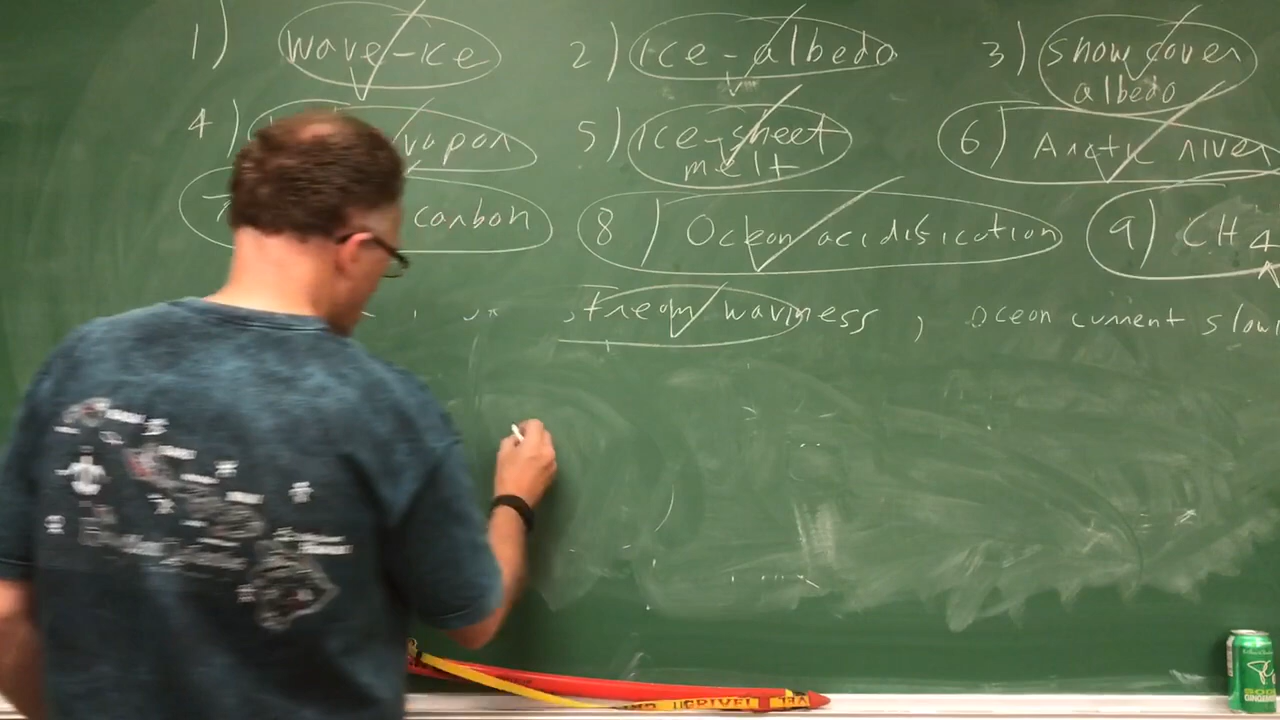 1) wave-ice 2) ice-albedo 3) snow cover
albedo
4) vapor 5) ice-sheet 6) Arctic river
melt
7 carbon 8) Ocean acidification 9) CH4
warmness , ocean current slow